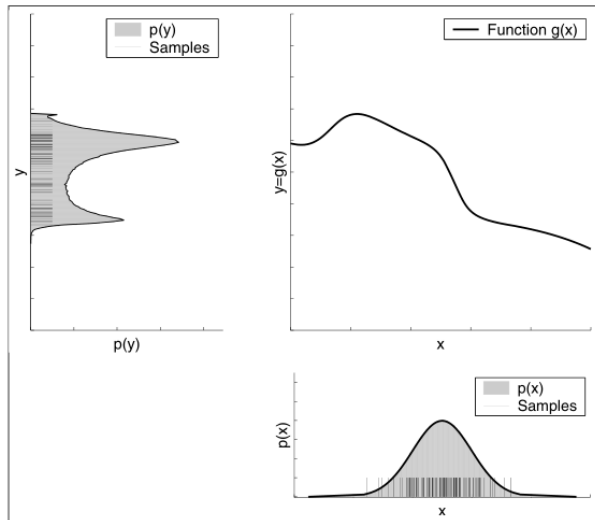 p(y)
Samples
y
p(y)
Function g(x)
y=g(x)
x
p(x)
Samples
p(x)
x